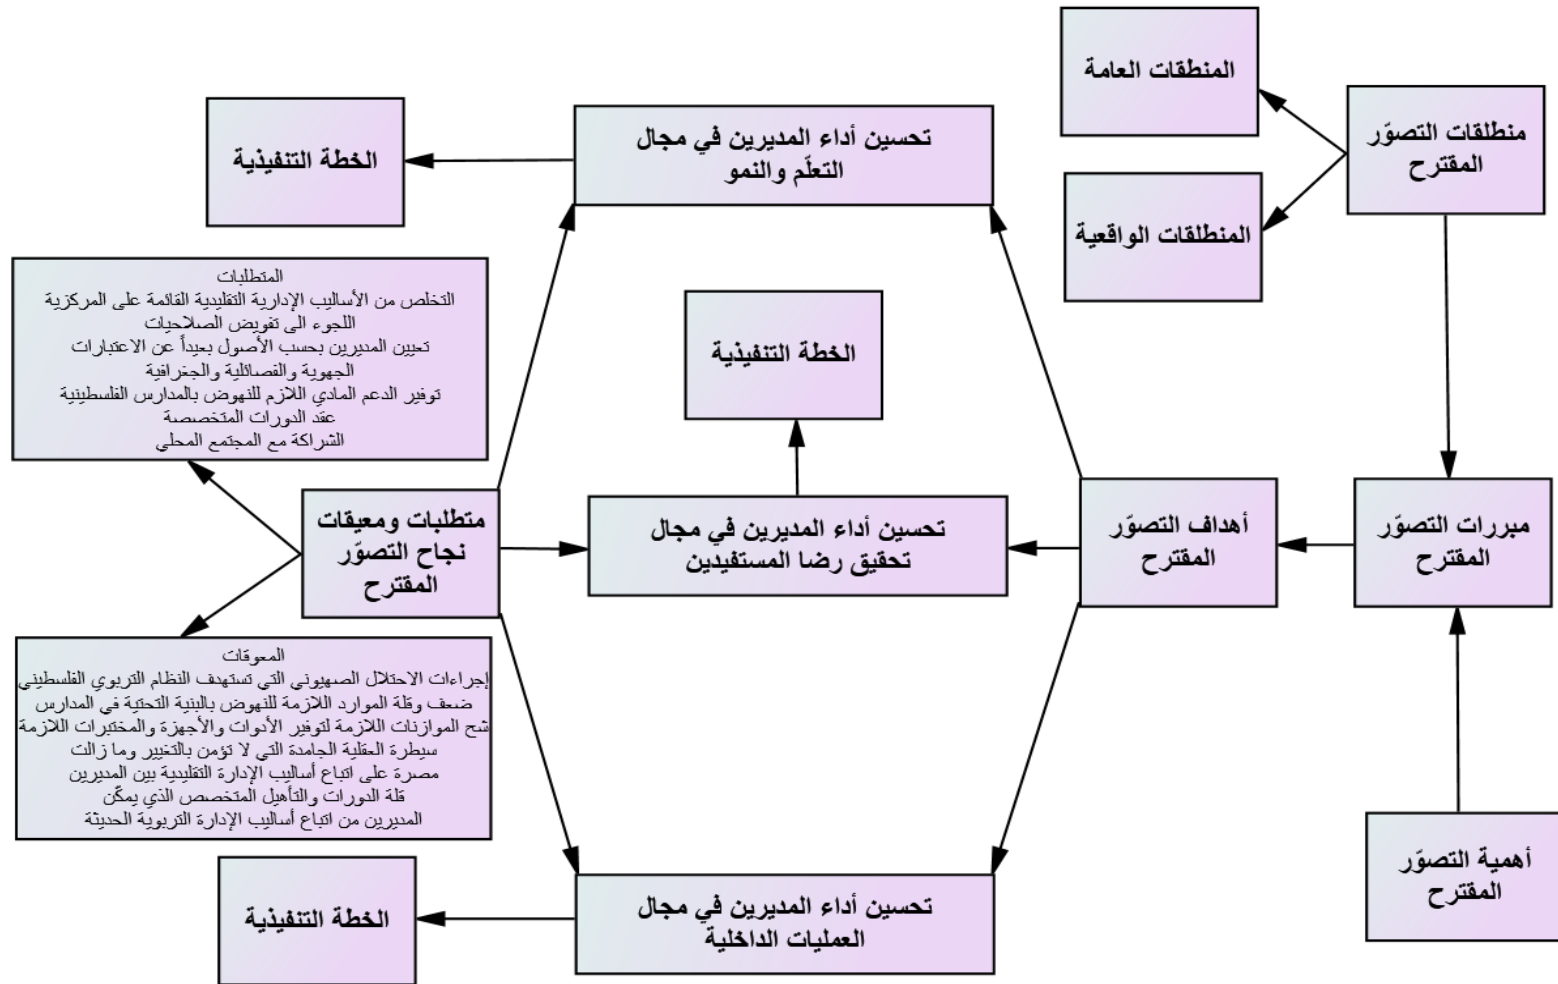 المنطقات العامة
منطلقات التصوّر
المقترح
المنطلقات الواقعية
تحسين أداء المديرين في مجال
التعلّم والنمو
الخطة التنفيذية
المتطلبات
التخلص من الأساليب الإدارية التقليدية القائمة على المركزية
اللجوء الى تفويض الصلاحيات
تعيين المديرين بحسب الأصول بعيداً عن الاعتبارات
الجهوية والفصائلية والجغرافية
توفير الدعم المادي اللازم للنهوض بالمدارس الفلسطينية
عقد الدورات المتخصصة
الشراكة مع المجتمع المحلي
الخطة التنفيذية
مبررات التصوّر
المقترح
أهداف التصوّر
المقترح
تحسين أداء المديرين في مجال
تحقيق رضا المستفيدين
متطلبات ومعيقات
نجاح التصوّر
المقترح
المعوقات
إجراءات الاحتلال الصهيوني التي تستهدف النظام التربوي الفلسطيني
ضعف وقلة الموارد اللازمة للنهوض بالبنية التحتية في المدارس
شح الموازنات اللازمة لتوفير الأدوات والأجهزة والمختبرات اللازمة
سيطرة العقلية الجامدة التي لا تؤمن بالتغيير وما زالت
مصرة على اتباع أساليب الإدارة التقليدية بين المديرين
قلة الدورات والتأهيل المتخصص الذي يمكّن
المديرين من اتباع أساليب الإدارة التربوية الحديثة
أهمية التصوّر
المقترح
تحسين أداء المديرين في مجال
العمليات الداخلية
الخطة التنفيذية